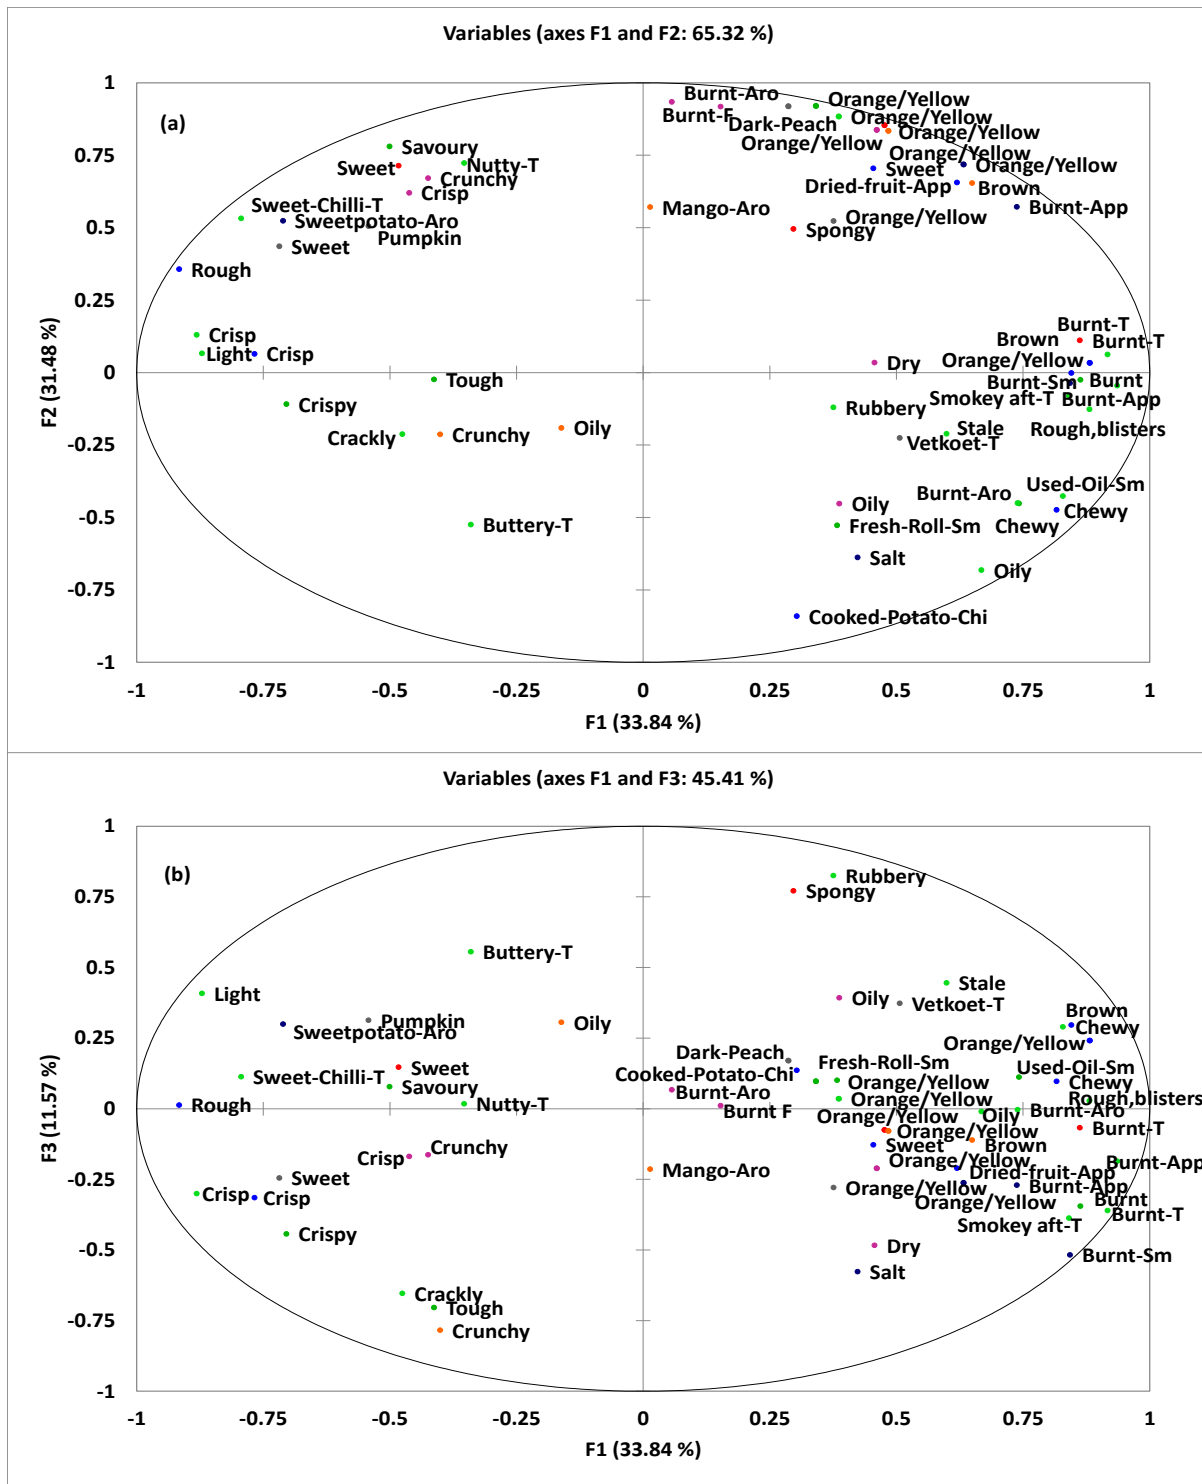 Variables (axes F1 and F2: 65.32 %)
(a)
1
0.75
0.5
0.25
0
-0.25
-0.5
-0.75
-1
F2 (31.48 %)
Burnt-Aro
Orange/Yellow
Burnt-F
Orange/Yellow
Dark-Peach
Orange/Yellow
Orange/Yellow
Savoury
Orange/Yellow
Sweet
Nutty-T
Sweet
Orange/Yellow
Crunchy
Dried-fruit-App
Brown
Crisp
Sweet-Chilli-T
Mango-Aro
Burnt-App
Sweetpotato-Aro
Orange/Yellow
Pumpkin
Spongy
Sweet
Rough
Burnt-T
Crisp
Brown
Burnt-T
Light
Crisp
Dry
Orange/Yellow
Tough
Burnt-Sm
Burnt
Smokey aft-T
Burnt-App
Crispy
Rubbery
Rough,blisters
Crackly
Crunchy
Oily
Stale
Vetkoet-T
Used-Oil-Sm
Burnt-Aro
Oily
Chewy
Buttery-T
Fresh-Roll-Sm
Chewy
Salt
Oily
Cooked-Potato-Chi
-1
-0.75
-0.5
-0.25
0
0.25
0.5
0.75
1
F1 (33.84 %)
Variables (axes F1 and F3: 45.41 %)
(b)
1
0.75
0.5
0.25
0
-0.25
-0.5
-0.75
-1
F3 (11.57 %)
Rubbery
Spongy
Buttery-T
Stale
Light
Oily
Vetkoet-T
Brown
Pumpkin
Oily
Chewy
Sweetpotato-Aro
Orange/Yellow
Dark-Peach
Fresh-Roll-Sm
Used-Oil-Sm
Sweet
Cooked-Potato-Chi
Sweet-Chilli-T
Orange/Yellow
Chewy
Savoury
Burnt-Aro
Orange/Yellow
Rough,blisters
Rough
Nutty-T
Burnt F
Oily
Burnt-Aro
Orange/Yellow
Orange/Yellow
Burnt-T
Crunchy
Sweet
Brown
Crisp
Orange/Yellow
Burnt-App
Mango-Aro
Dried-fruit-App
Sweet
Orange/Yellow
Burnt-App
Crisp
Crisp
Orange/Yellow
Burnt
Smokey aft-T
Burnt-T
Crispy
Dry
Burnt-Sm
Salt
Crackly
Tough
Crunchy
-1
-0.75
-0.5
-0.25
0
0.25
0.5
0.75
1
F1 (33.84 %)